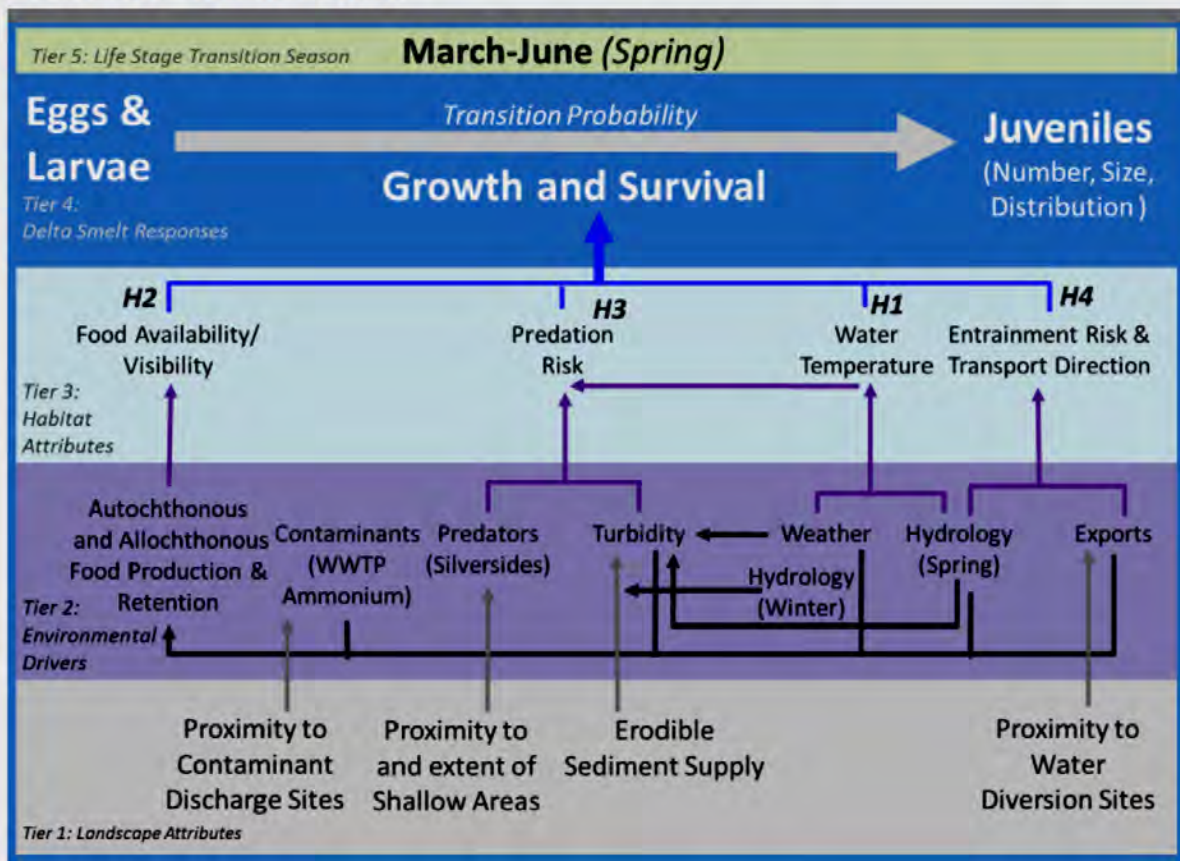 Tier 5: Life Stage Transition Season March-June (Spring)
Eggs &
Larvae
Transition Probability
Growth and Survival
Juveniles
(Number, Size,
Distribution )
Tier 4:
Delta Smelt Responses
H2
Food Availability/
Visibility
H3
Predation
Risk
H1
Water
Temperature
H4
Entrainment Risk &
Transport Direction
Tier 3:
Habitat
Attributes
Autochthonous
and Allochthonous
Food Production &
Retention
Contaminants
(WWTP
Ammonium)
Predators
(Silversides)
Turbidity
Weather
Hydrology
(Spring)
Exports
Hydrology
(Winter)
Tier 2:
Environmental
Drivers
Proximity to
Contaminant
Discharge Sites
Proximity to
and extent of
Shallow Areas
Erodible
Sediment Supply
Proximity to
Water
Diversion Sites
Tier 1: Landscape Attributes